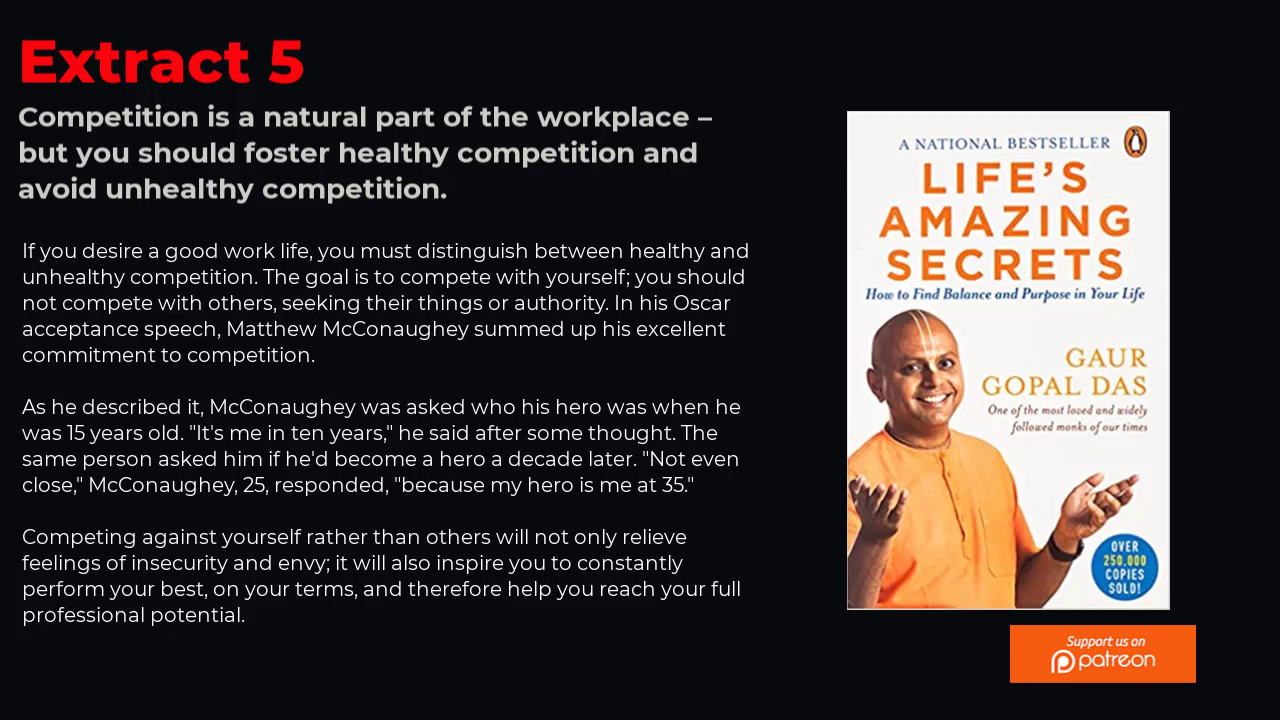 Extract 5
Competition is a natural part of the workplace –
but you should foster healthy competition and
avoid unhealthy competition.
If you desire a good work life, you must distinguish between healthy and
unhealthy competition. The goal is to compete with yourself; you should
not compete with others, seeking their things or authority. In his Oscar
acceptance speech, Matthew McConaughey summed up his excellent
commitment to competition.
As he described it, McConaughey was asked who his hero was when he
was 15 years old. "It's me in ten years," he said after some thought. The
same person asked him if he'd become a hero a decade later. "Not even
close," McConaughey, 25, responded, "because my hero is me at 35."
Competing against yourself rather than others will not only relieve
feelings of insecurity and envy; it will also inspire you to constantly
perform your best, on your terms, and therefore help you reach your full
professional potential.
A NATIONAL BESTSELLER
LIFE'S
AMAZING
SECRETS
How to Find Balance and Purpose in Your Life
GAUR
GOPAL DAS
One of the most loved and widely
followed monks of our times
OVER
250,000
COPIES
SOLD!
Support us on
patreon